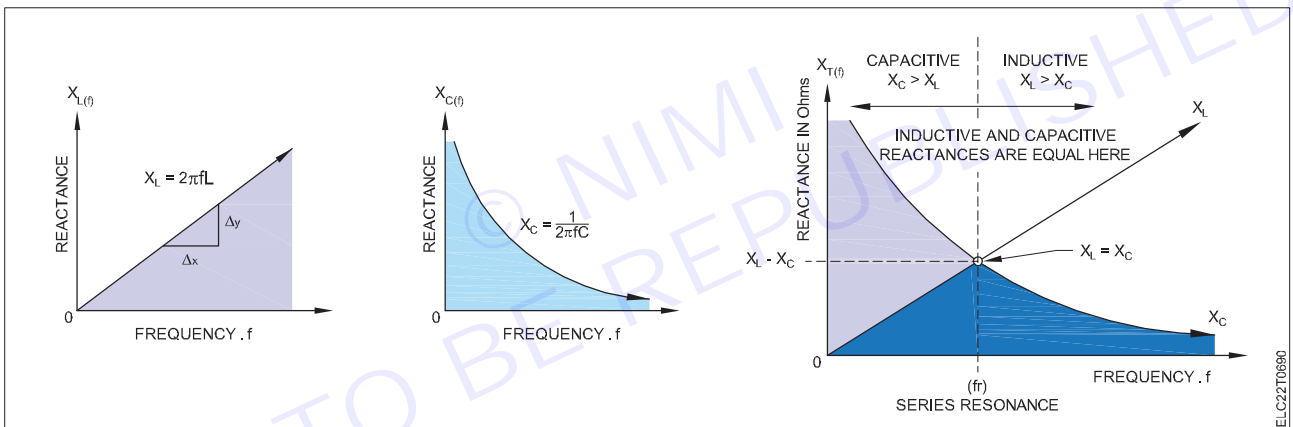 X_L(f)
REACTANCE
X_L = 2πfL
Δy
Δx
0
FREQUENCY . f
X_C(f)
REACTANCE
X_C = 1/2πfC
0
FREQUENCY . f
X_T(f)
REACTANCE IN Ohms
CAPACITIVE
X_C > X_L
INDUCTIVE
X_L > X_C
X_L
INDUCTIVE AND CAPACITIVE
REACTANCES ARE EQUAL HERE
X_L - X_C
X_L = X_C
X_C
0
(fr)
FREQUENCY . f
SERIES RESONANCE
ELC22T0690
© NIMI
TO BE REPUBLISHED